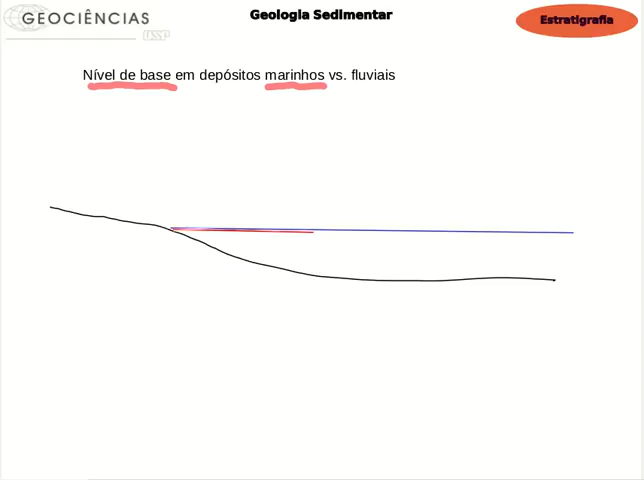 GEOCIÊNCIAS
USP
Geologia Sedimentar
Estratigrafia
Nível de base em depósitos marinhos vs. fluviais